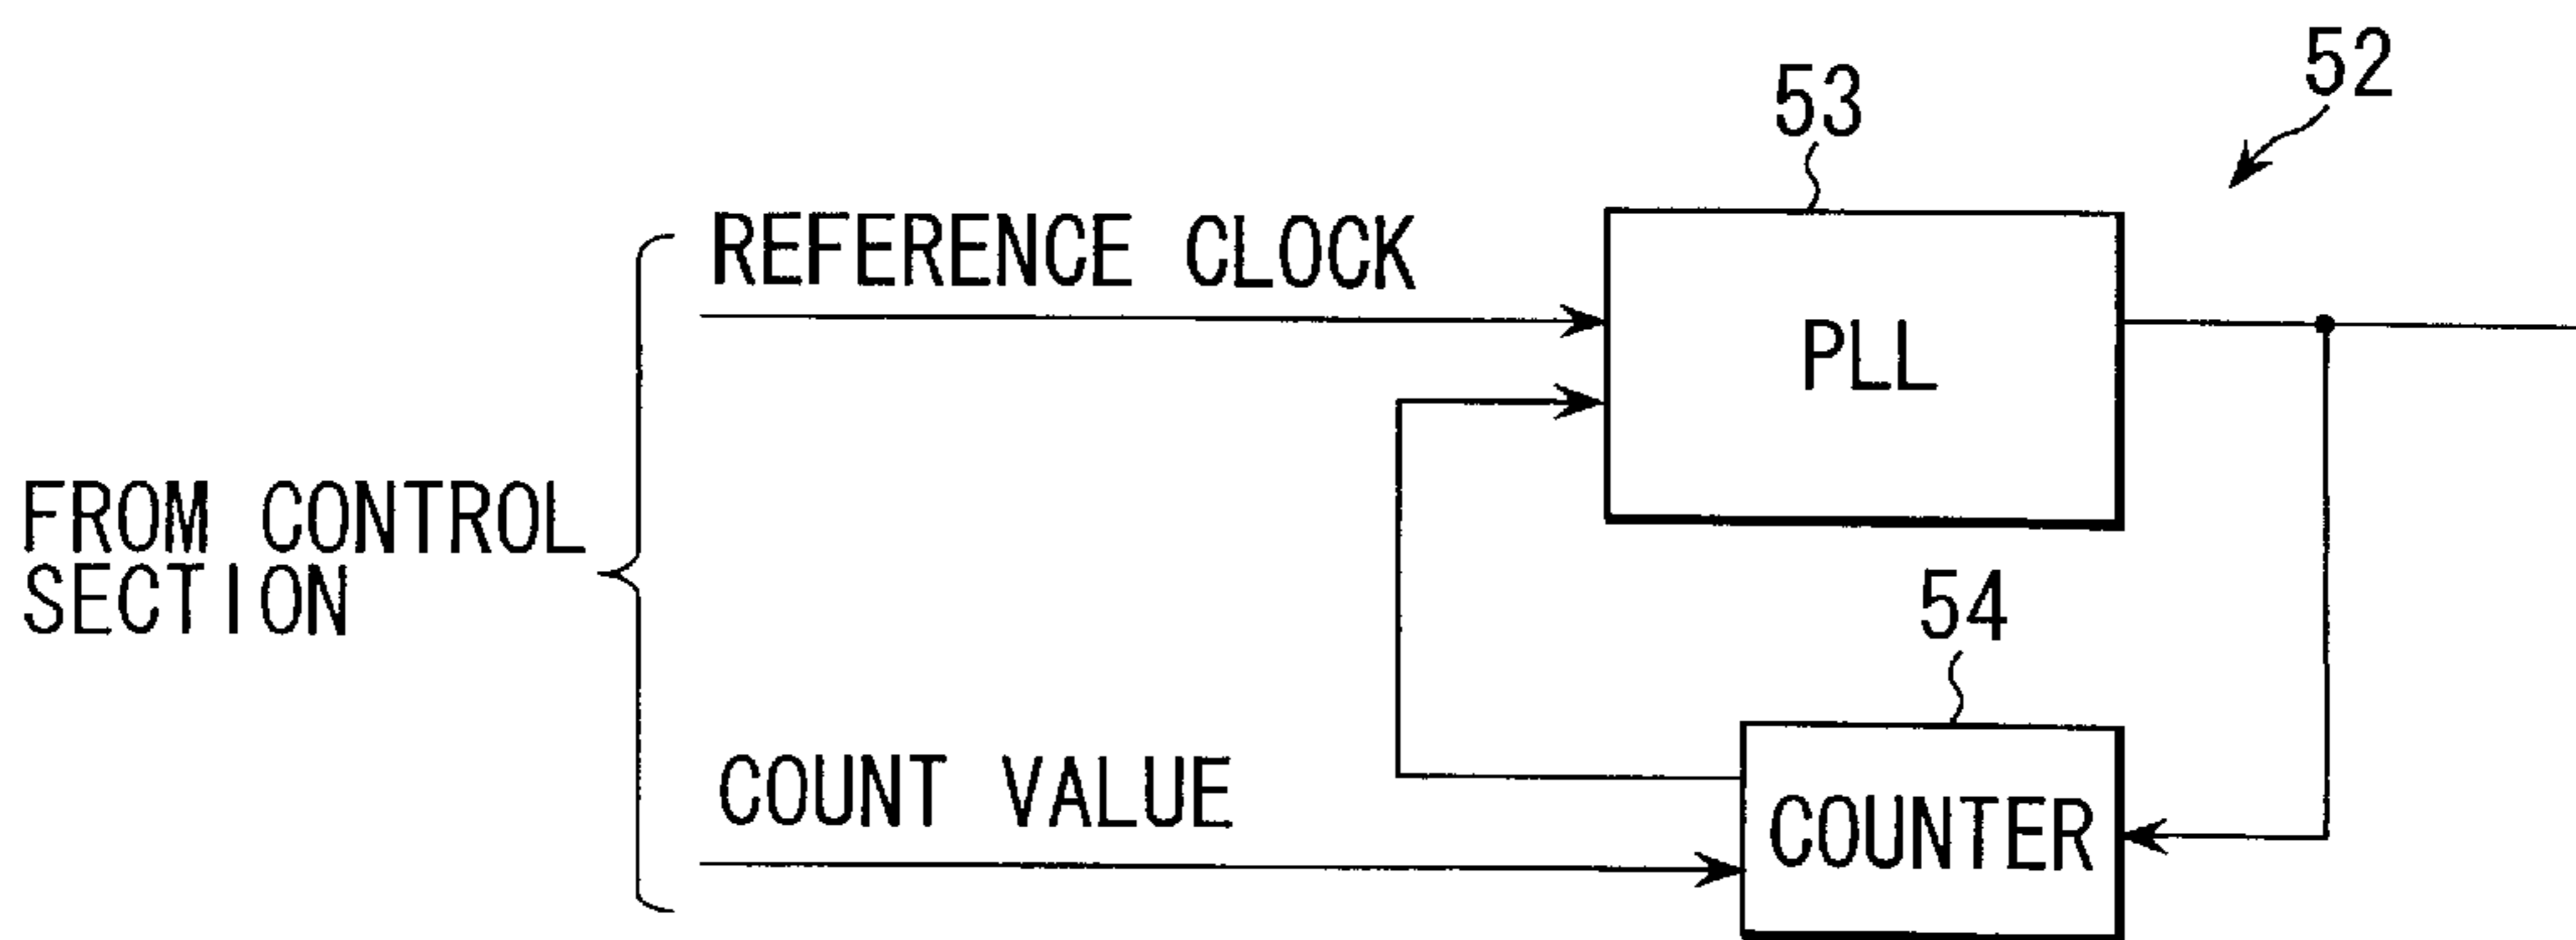 52
53
REFERENCE CLOCK
PLL
FROM CONTROL
SECTION
54
COUNT VALUE
COUNTER